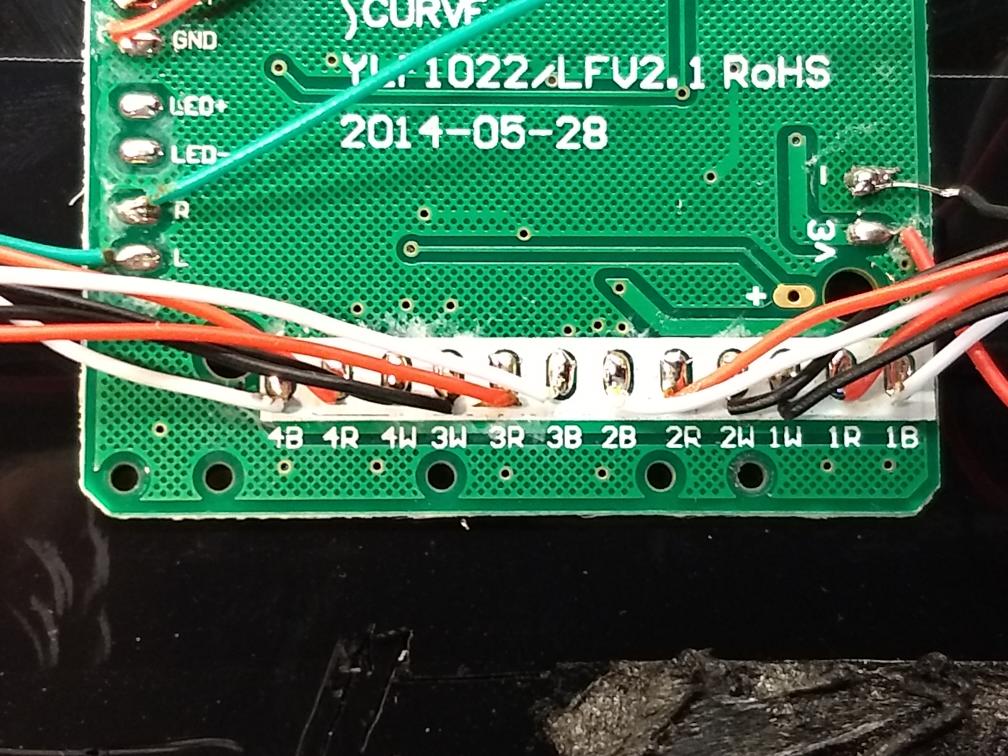 CURVE
GND
YLF1022/LFV2.1 RoHS
LED+
2014-05-28
LED-
-
R
3V
L
+
4B 4R 4W 3W 3R 3B 2B 2R 2W 1W 1R 1B